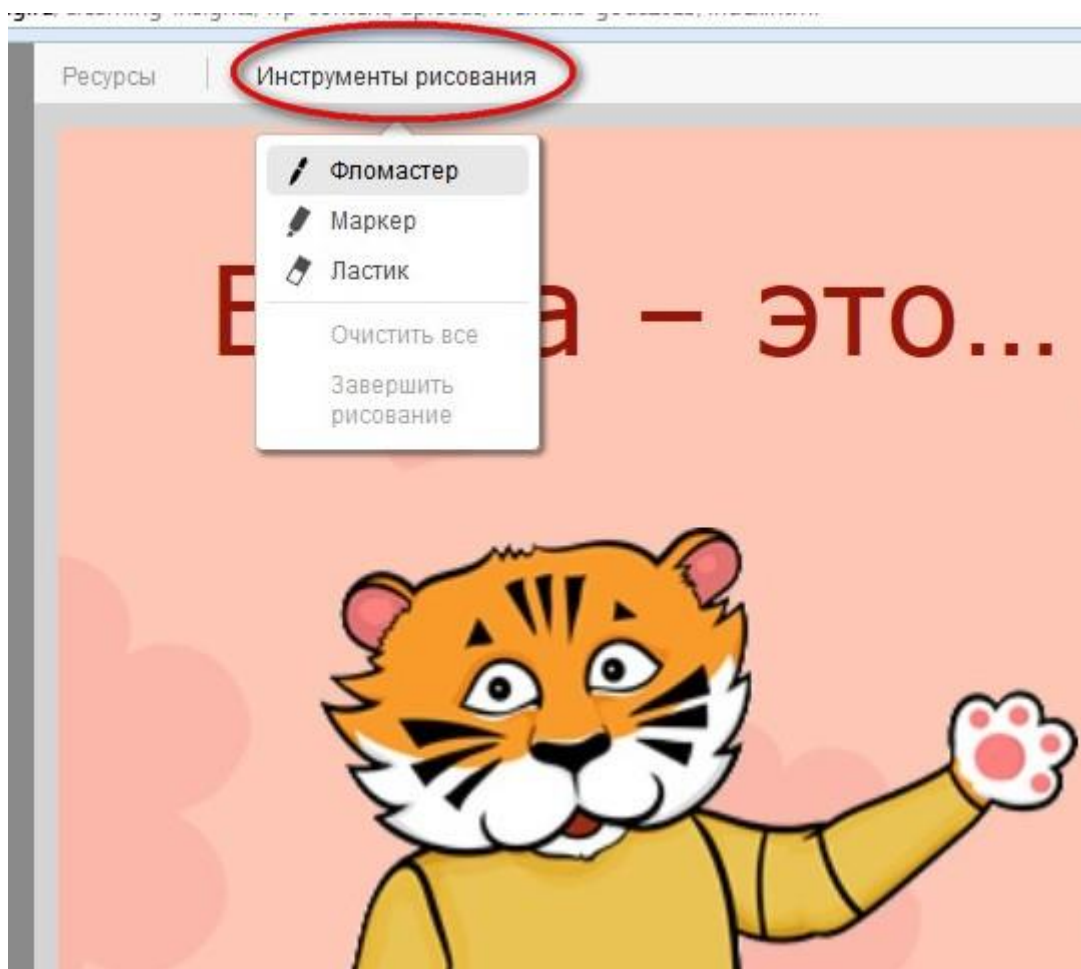 Ресурсы
Инструменты рисования
Фломастер
Маркер
Ластик
Очистить все
Завершить
рисование
– это...